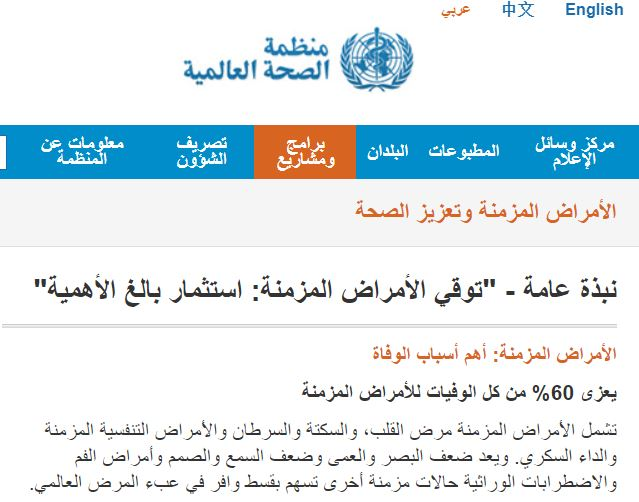 عربي 中文 English
منظمة
الصحة العالمية
مركز وسائل الإعلام
المطبوعات
البلدان
برامج ومشاريع
تصريف الشؤون
معلومات عن المنظمة
الأمراض المزمنة وتعزيز الصحة
نبذة عامة - "توقي الأمراض المزمنة: استثمار بالغ الأهمية"
الأمراض المزمنة: أهم أسباب الوفاة
يعزى 60% من كل الوفيات للأمراض المزمنة
تشمل الأمراض المزمنة مرض القلب، والسكتة والسرطان والأمراض التنفسية المزمنة
والداء السكري. ويعد ضعف البصر والعمى وضعف السمع والصمم وأمراض الفم
والاضطرابات الوراثية حالات مزمنة أخرى تسهم بقسط وافر في عبء المرض العالمي.